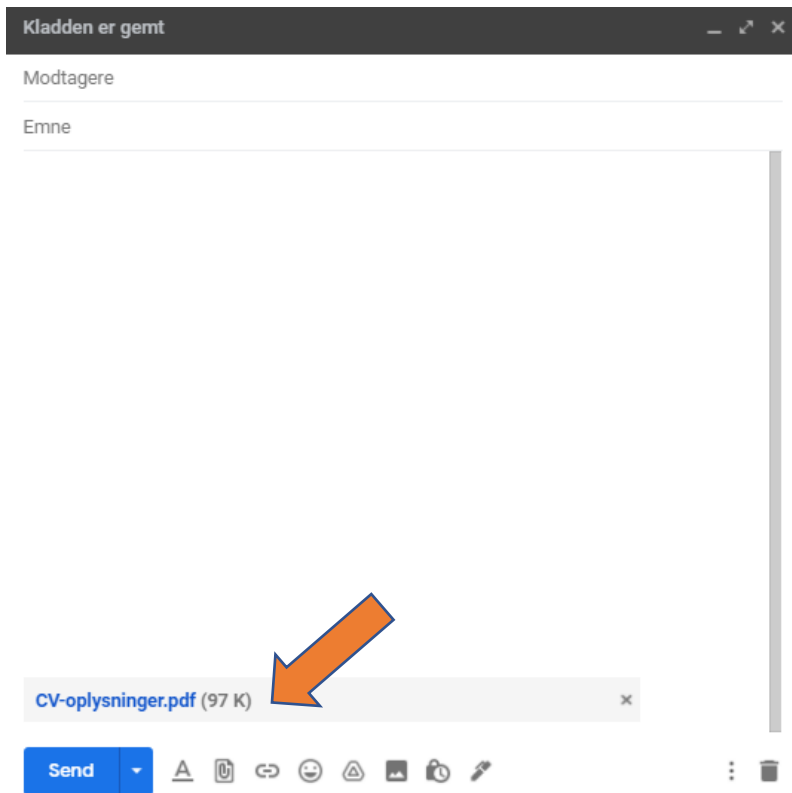 Kladden er gemt
Modtagere
Emne
CV-oplysninger.pdf (97 K)
Send